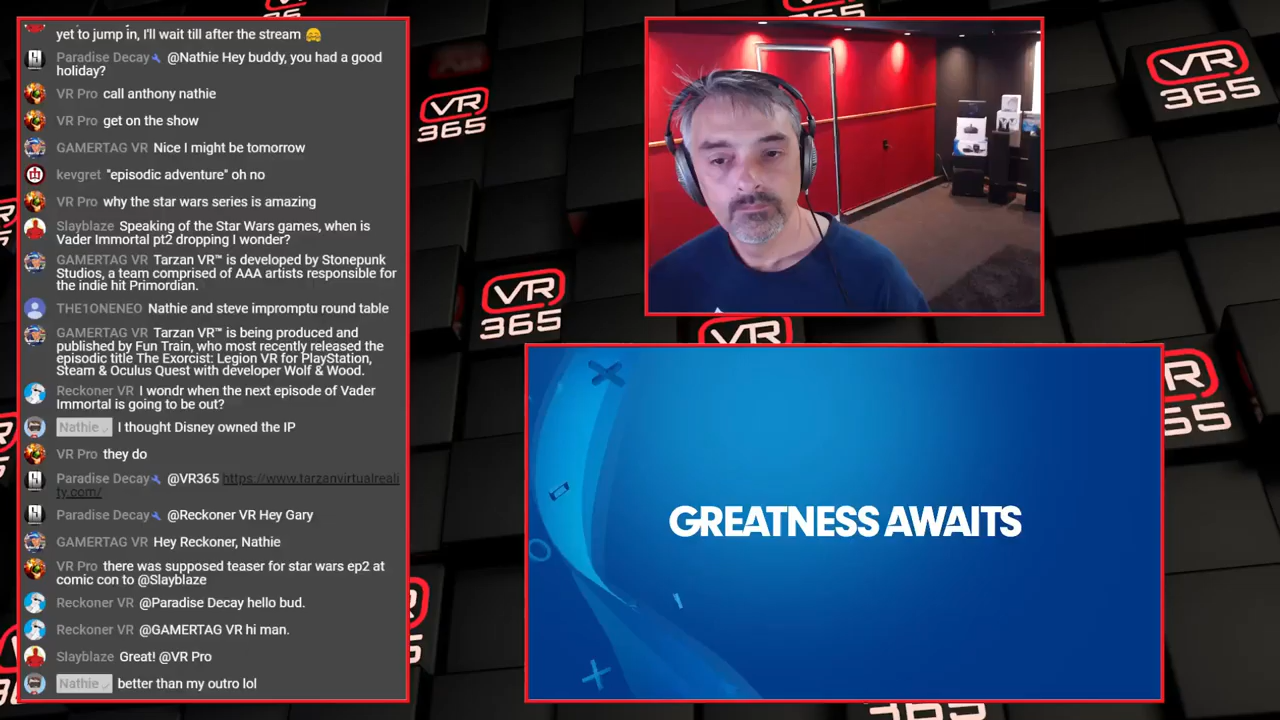 yet to jump in, I'll wait till after the stream
Paradise Decay @Nathie Hey buddy, you had a good
holiday?
VR Pro call anthony nathie
VR Pro get on the show
GAMERTAG VR Nice I might be tomorrow
kevgret "episodic adventure" oh no
VR Pro why the star wars series is amazing
Slayblaze Speaking of the Star Wars games, when is
Vader Immortal pt2 dropping I wonder?
GAMERTAG VR Tarzan VR™ is developed by Stonepunk
Studios, a team comprised of AAA artists responsible for
the indie hit Primordian.
THE1ONENEO Nathie and steve impromptu round table
GAMERTAG VR Tarzan VR™ is being produced and
published by Fun Train, who most recently released the
episodic title The Exorcist: Legion VR for PlayStation,
Steam & Oculus Quest with developer Wolf & Wood.
Reckoner VR I wondr when the next episode of Vader
Immortal is going to be out?
Nathie I thought Disney owned the IP
VR Pro they do
Paradise Decay @VR365 https://www.tarzanvirtualreali
ty.com/
Paradise Decay @Reckoner VR Hey Gary
GAMERTAG VR Hey Reckoner, Nathie
VR Pro there was supposed teaser for star wars ep2 at
comic con to @Slayblaze
Reckoner VR @Paradise Decay hello bud.
Reckoner VR @GAMERTAG VR hi man.
Slayblaze Great! @VR Pro
Nathie better than my outro lol
VR
365
VR
365
VR
365
GREATNESS AWAITS